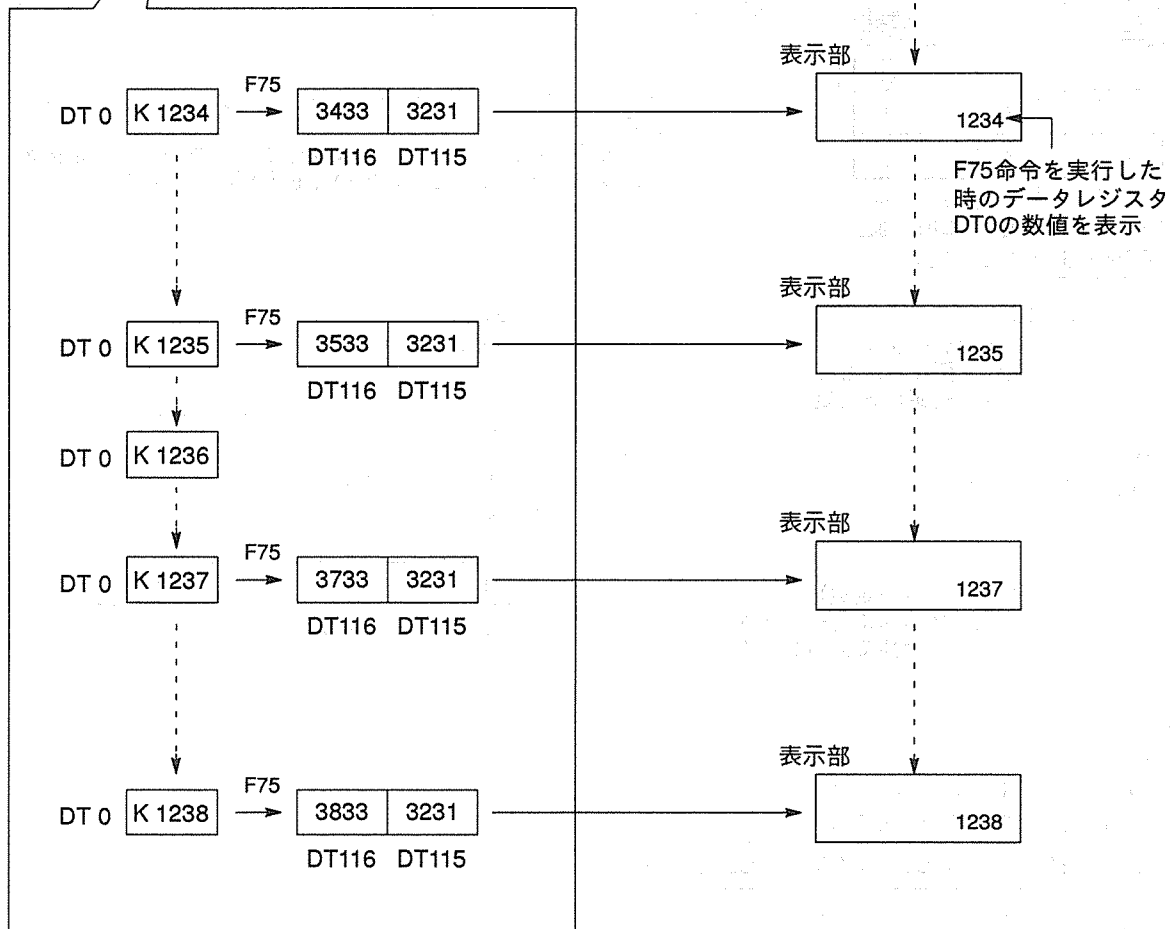 表示部
F75
DT 0 K 1234 3433 3231 1234
DT116 DT115
F75命令を実行した
時のデータレジスタ
DT0の数値を表示
表示部
F75
DT 0 K 1235 3533 3231 1235
DT116 DT115
DT 0 K 1236
表示部
F75
DT 0 K 1237 3733 3231 1237
DT116 DT115
表示部
F75
DT 0 K 1238 3833 3231 1238
DT116 DT115